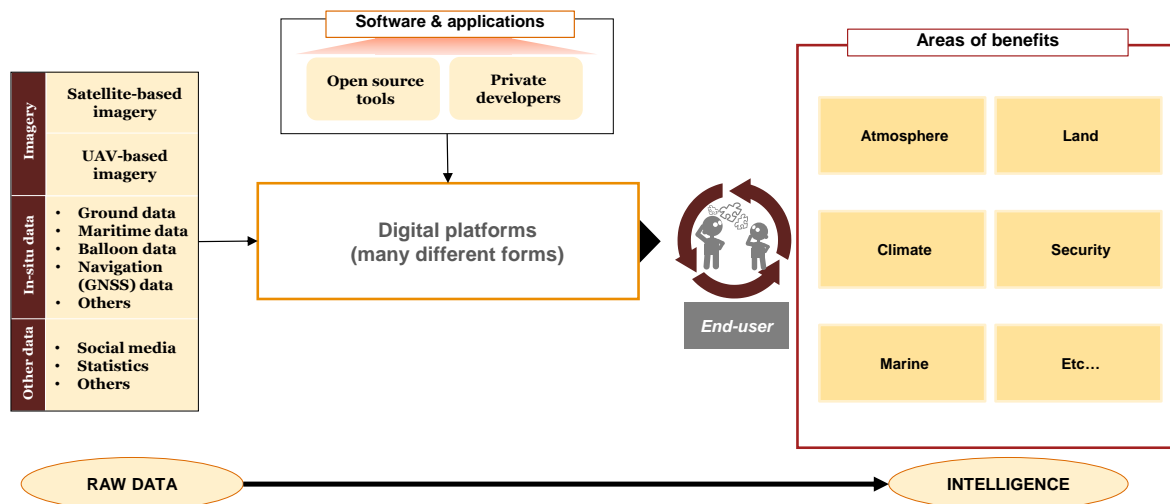 Software & applications
Open source
tools
Private
developers
Imagery
Satellite-based
imagery
UAV-based
imagery
In-situ data
• Ground data
• Maritime data
• Balloon data
• Navigation
(GNSS) data
• Others
Other data
• Social media
• Statistics
• Others
Digital platforms
(many different forms)
End-user
Areas of benefits
Atmosphere
Land
Climate
Security
Marine
Etc…
RAW DATA
INTELLIGENCE